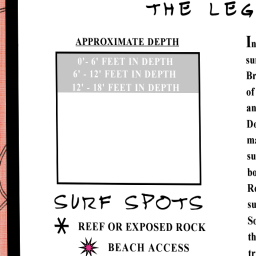 THE LEG
APPROXIMATE DEPTH
0'- 6' FEET IN DEPTH
6' - 12' FEET IN DEPTH
12' - 18' FEET IN DEPTH
SURF SPOTS
REEF OR EXPOSED ROCK
BEACH ACCESS
In
su
Br
of
an
Do
ma
su
bo
Re
su
So
th
tr